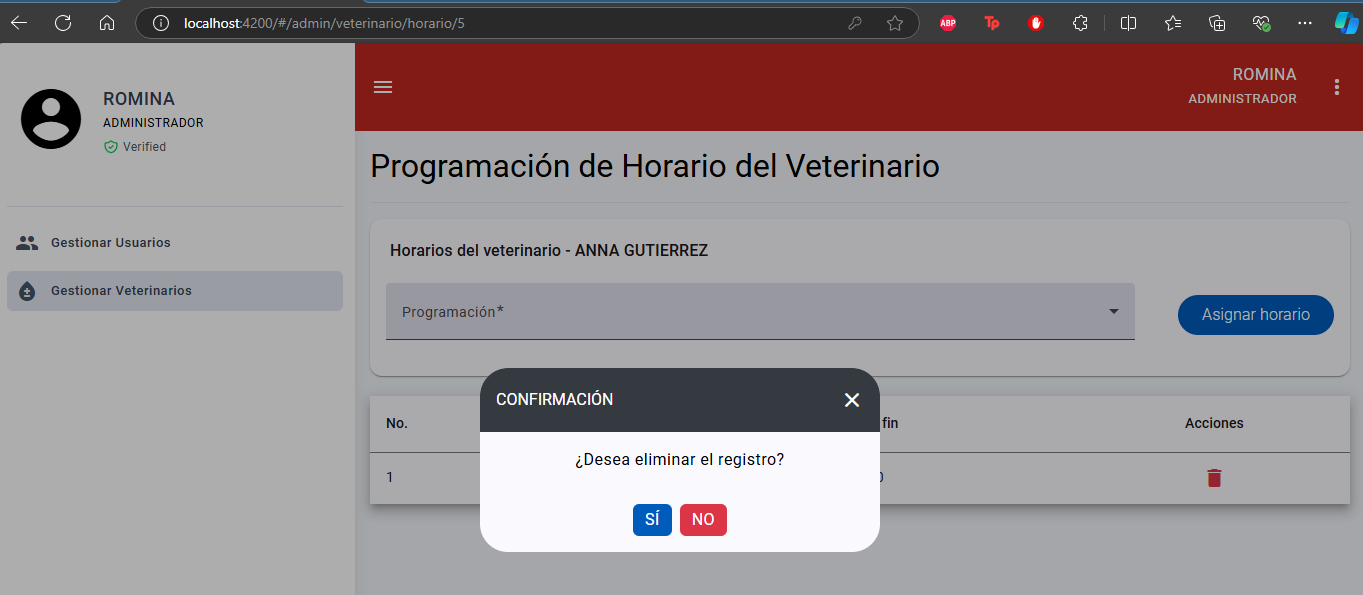 localhost:4200/#/admin/veterinario/horario/5
ABP
Tp
ROMINA
ADMINISTRADOR
Verified
ROMINA
ADMINISTRADOR
Gestionar Usuarios
Gestionar Veterinarios
Programación de Horario del Veterinario
Horarios del veterinario - ANNA GUTIERREZ
Programación*
Asignar horario
CONFIRMACIÓN
¿Desea eliminar el registro?
SÍ NO
No. fin Acciones
1